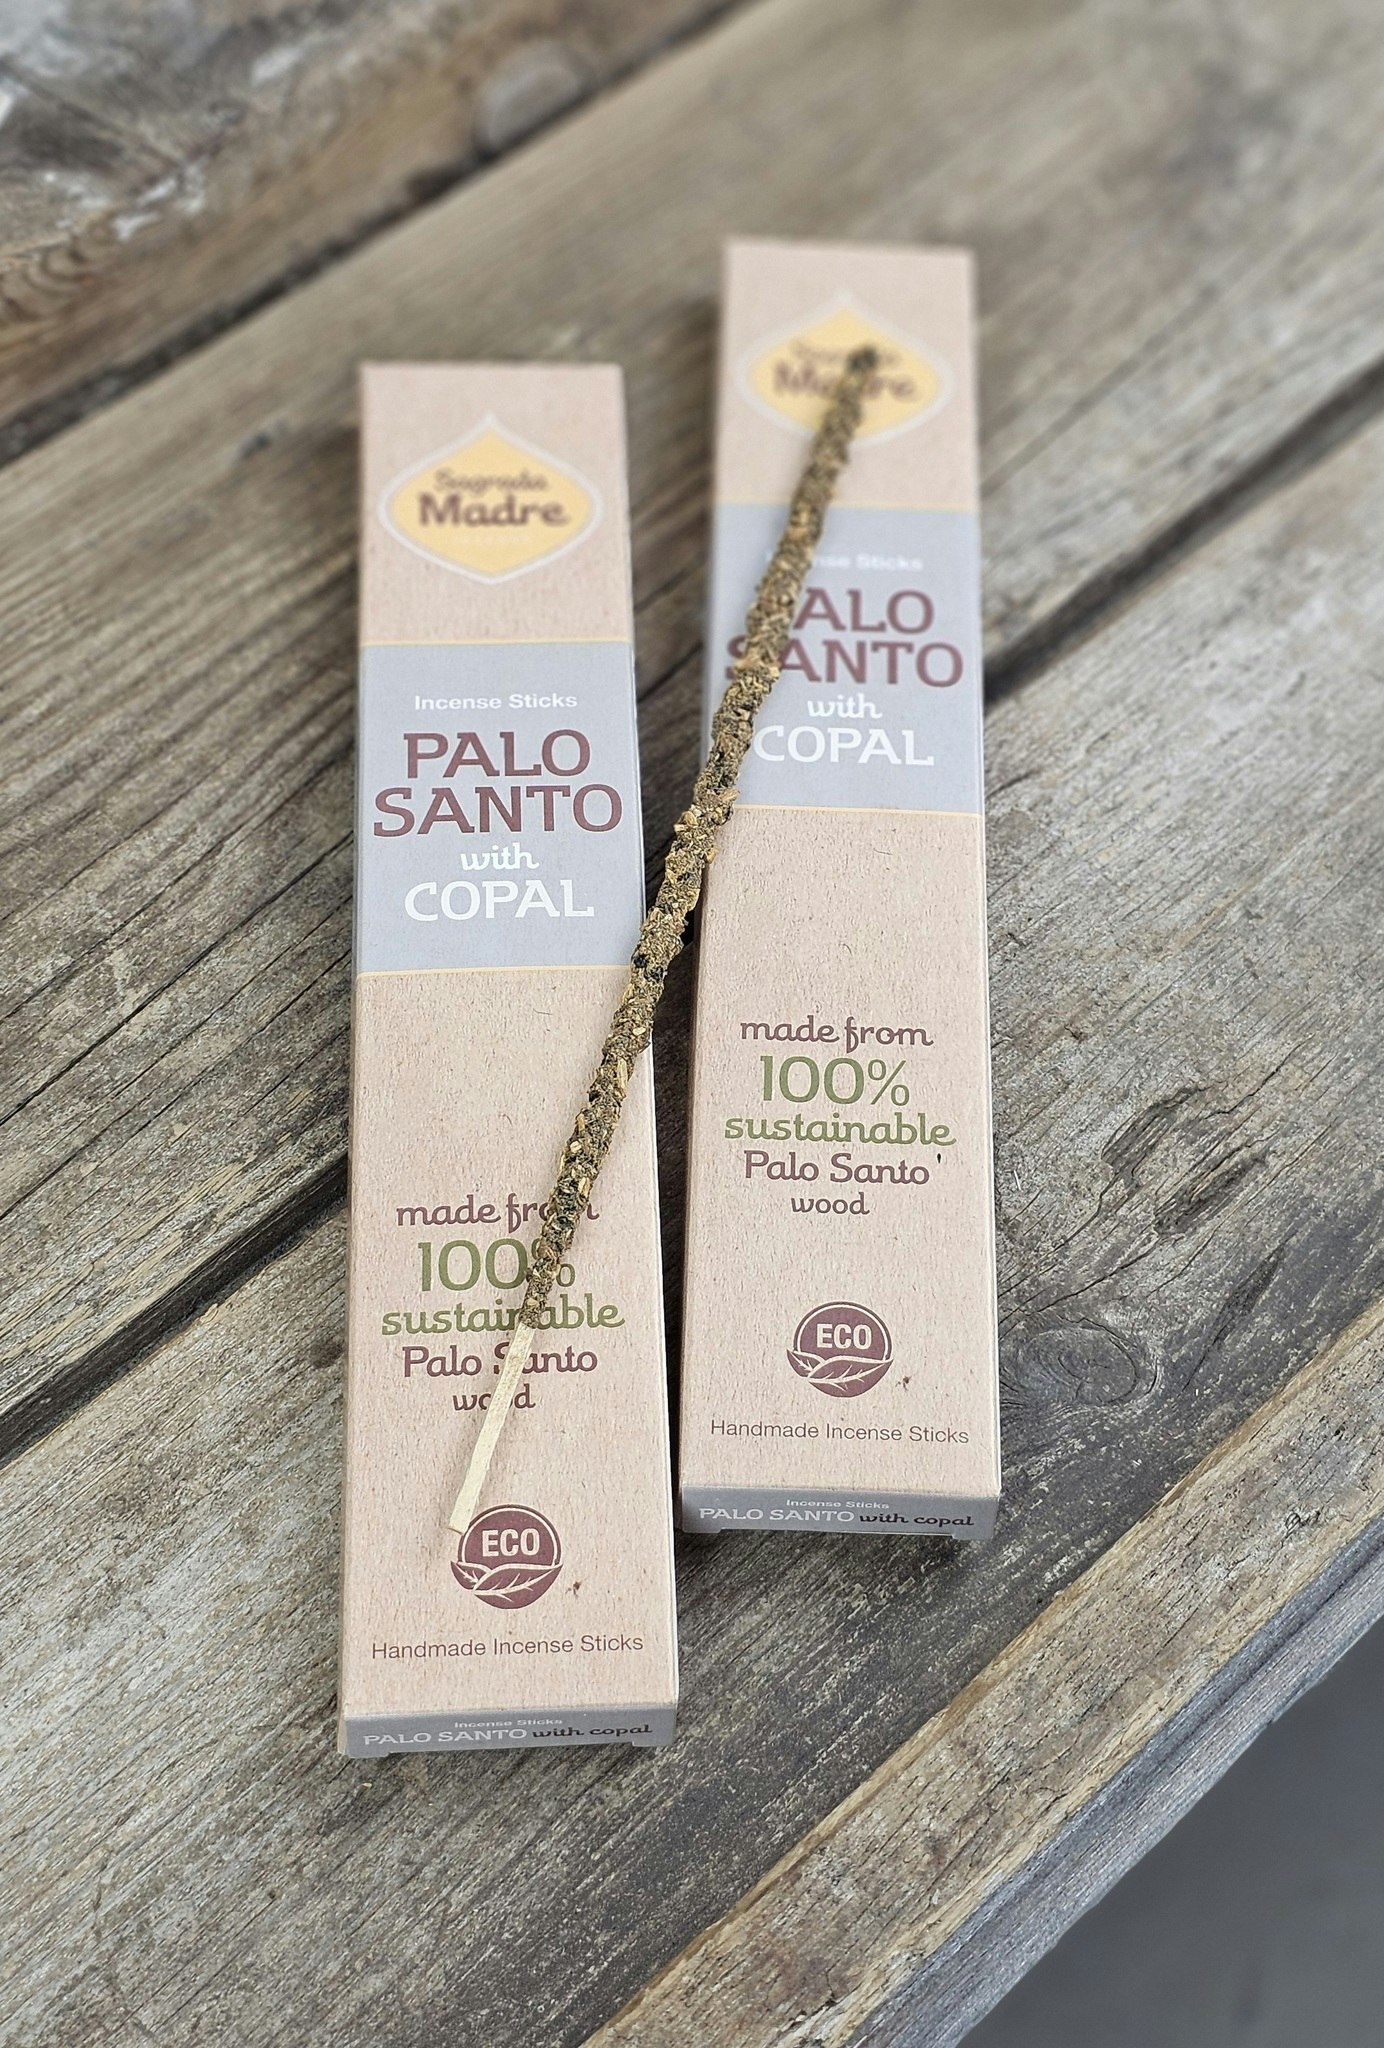 Sagrada
Madre
Incense Sticks
PALO
SANTO
with
COPAL
made from
100%
sustainable
Palo Santo
wood
ECO
Handmade Incense Sticks
Incense Sticks
PALO SANTO with copal
Sagrada
Madre
Incense Sticks
PALO
SANTO
with
COPAL
made from
100%
sustainable
Palo Santo
wood
ECO
Handmade Incense Sticks
Incense Sticks
PALO SANTO with copal